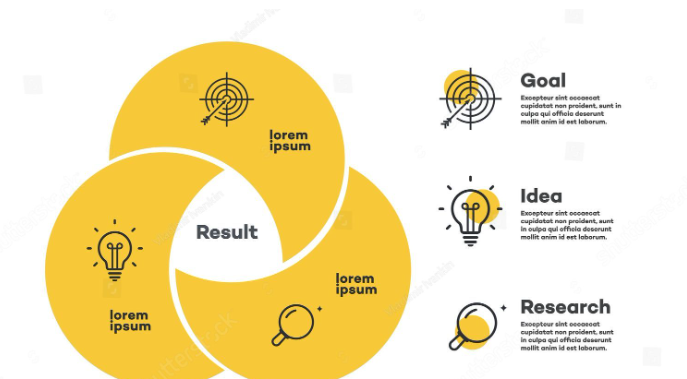 lorem
ipsum
Result
lorem
ipsum
lorem
ipsum
Goal
Excepteur sint occaecat
cupidatat non proident, sunt in
culpa qui officia deserunt
mollit anim id est laborum.
Idea
Excepteur sint occaecat
cupidatat non proident, sunt
in culpa qui officia deserunt
mollit anim id est laborum.
Research
Excepteur sint occaecat
cupidatat non proident, sunt
in culpa qui officia deserunt
mollit anim id est laborum.